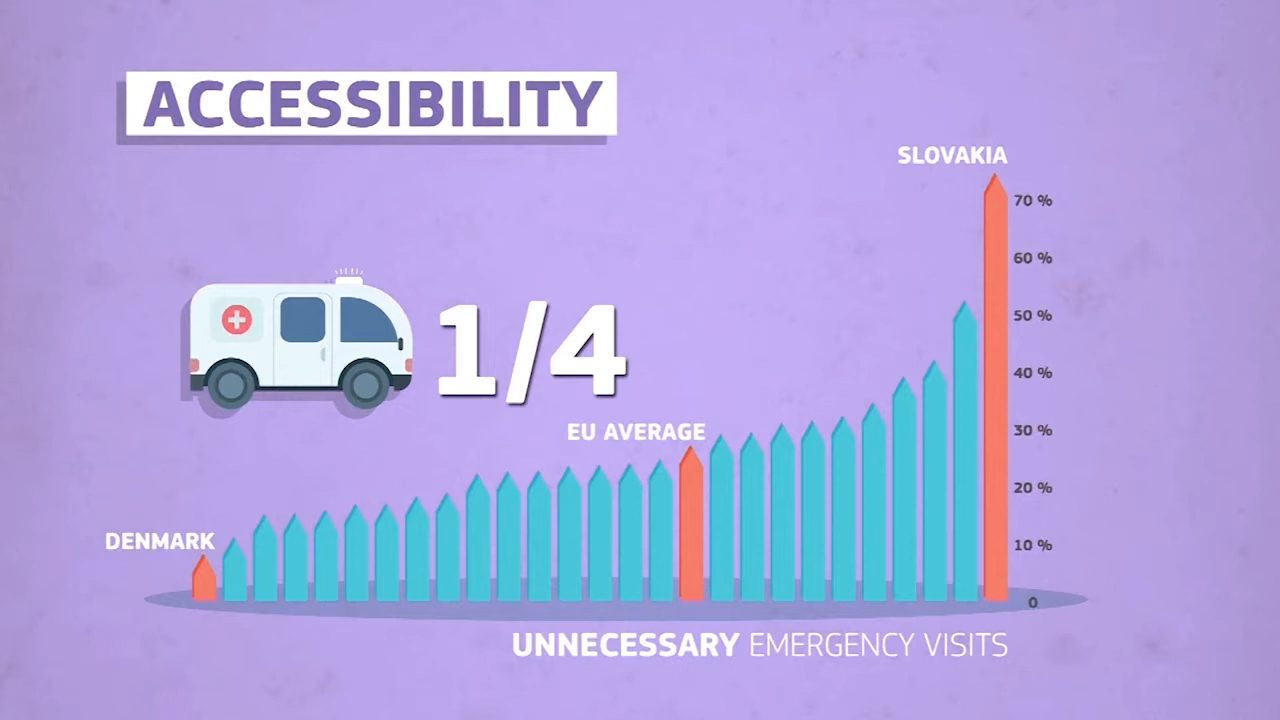 ACCESSIBILITY
SLOVAKIA
70 %
60 %
1/4
50 %
40 %
EU AVERAGE
30 %
20 %
DENMARK
10 %
0
UNNECESSARY EMERGENCY VISITS